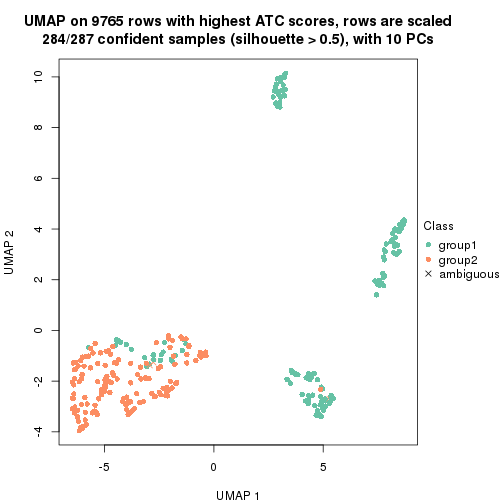 UMAP on 9765 rows with highest ATC scores, rows are scaled
284/287 confident samples (silhouette > 0.5), with 10 PCs
10
8
6
4
2
0
-2
-4
UMAP 2
-5
0
5
UMAP 1
Class
group1
group2
ambiguous